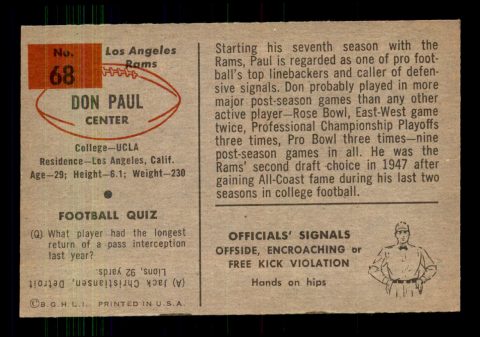 No.
68
Los Angeles
Rams
DON PAUL
CENTER
College—UCLA
Residence—Los Angeles, Calif.
Age—29; Height—6.1; Weight—230
FOOTBALL QUIZ
(Q) What player had the longest
return of a pass interception
last year?
(A) Jack Christiansen, Detroit
Lions, 92 yards.
© B. G. H. L. I. PRINTED IN U.S.A.
Starting his seventh season with the
Rams, Paul is regarded as one of pro foot-
ball's top linebackers and caller of defen-
sive signals. Don probably played in more
major post-season games than any other
active player—Rose Bowl, East-West game
twice, Professional Championship Playoffs
three times, Pro Bowl three times—nine
post-season games in all. He was the
Rams' second draft choice in 1947 after
gaining All-Coast fame during his last two
seasons in college football.
OFFICIALS' SIGNALS
OFFSIDE, ENCROACHING or
FREE KICK VIOLATION
Hands on hips